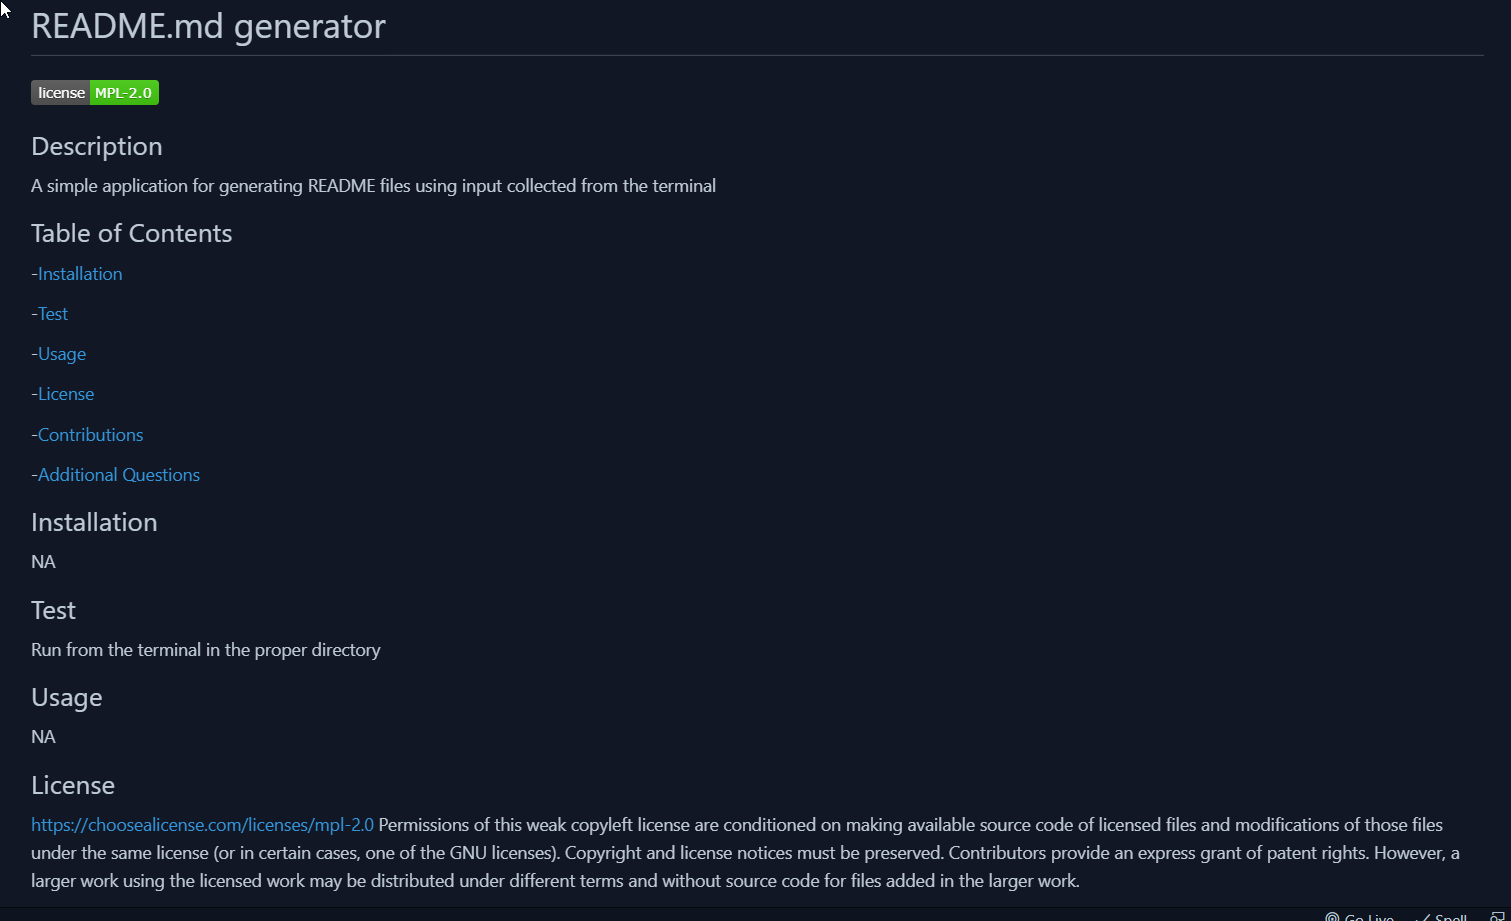 README.md generator
license MPL-2.0
Description
A simple application for generating README files using input collected from the terminal
Table of Contents
-Installation
-Test
-Usage
-License
-Contributions
-Additional Questions
Installation
NA
Test
Run from the terminal in the proper directory
Usage
NA
License
https://choosealicense.com/licenses/mpl-2.0 Permissions of this weak copyleft license are conditioned on making available source code of licensed files and modifications of those files
under the same license (or in certain cases, one of the GNU licenses). Copyright and license notices must be preserved. Contributors provide an express grant of patent rights. However, a
larger work using the licensed work may be distributed under different terms and without source code for files added in the larger work.
Go Live Spell